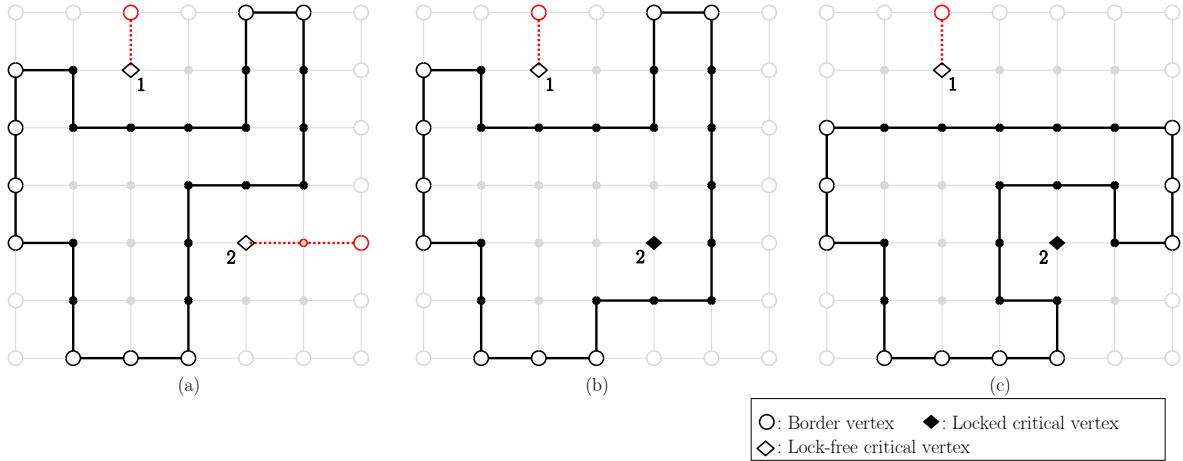 1
2
(a)
1
2
(b)
1
2
(c)
: Border vertex
: Locked critical vertex
: Lock-free critical vertex